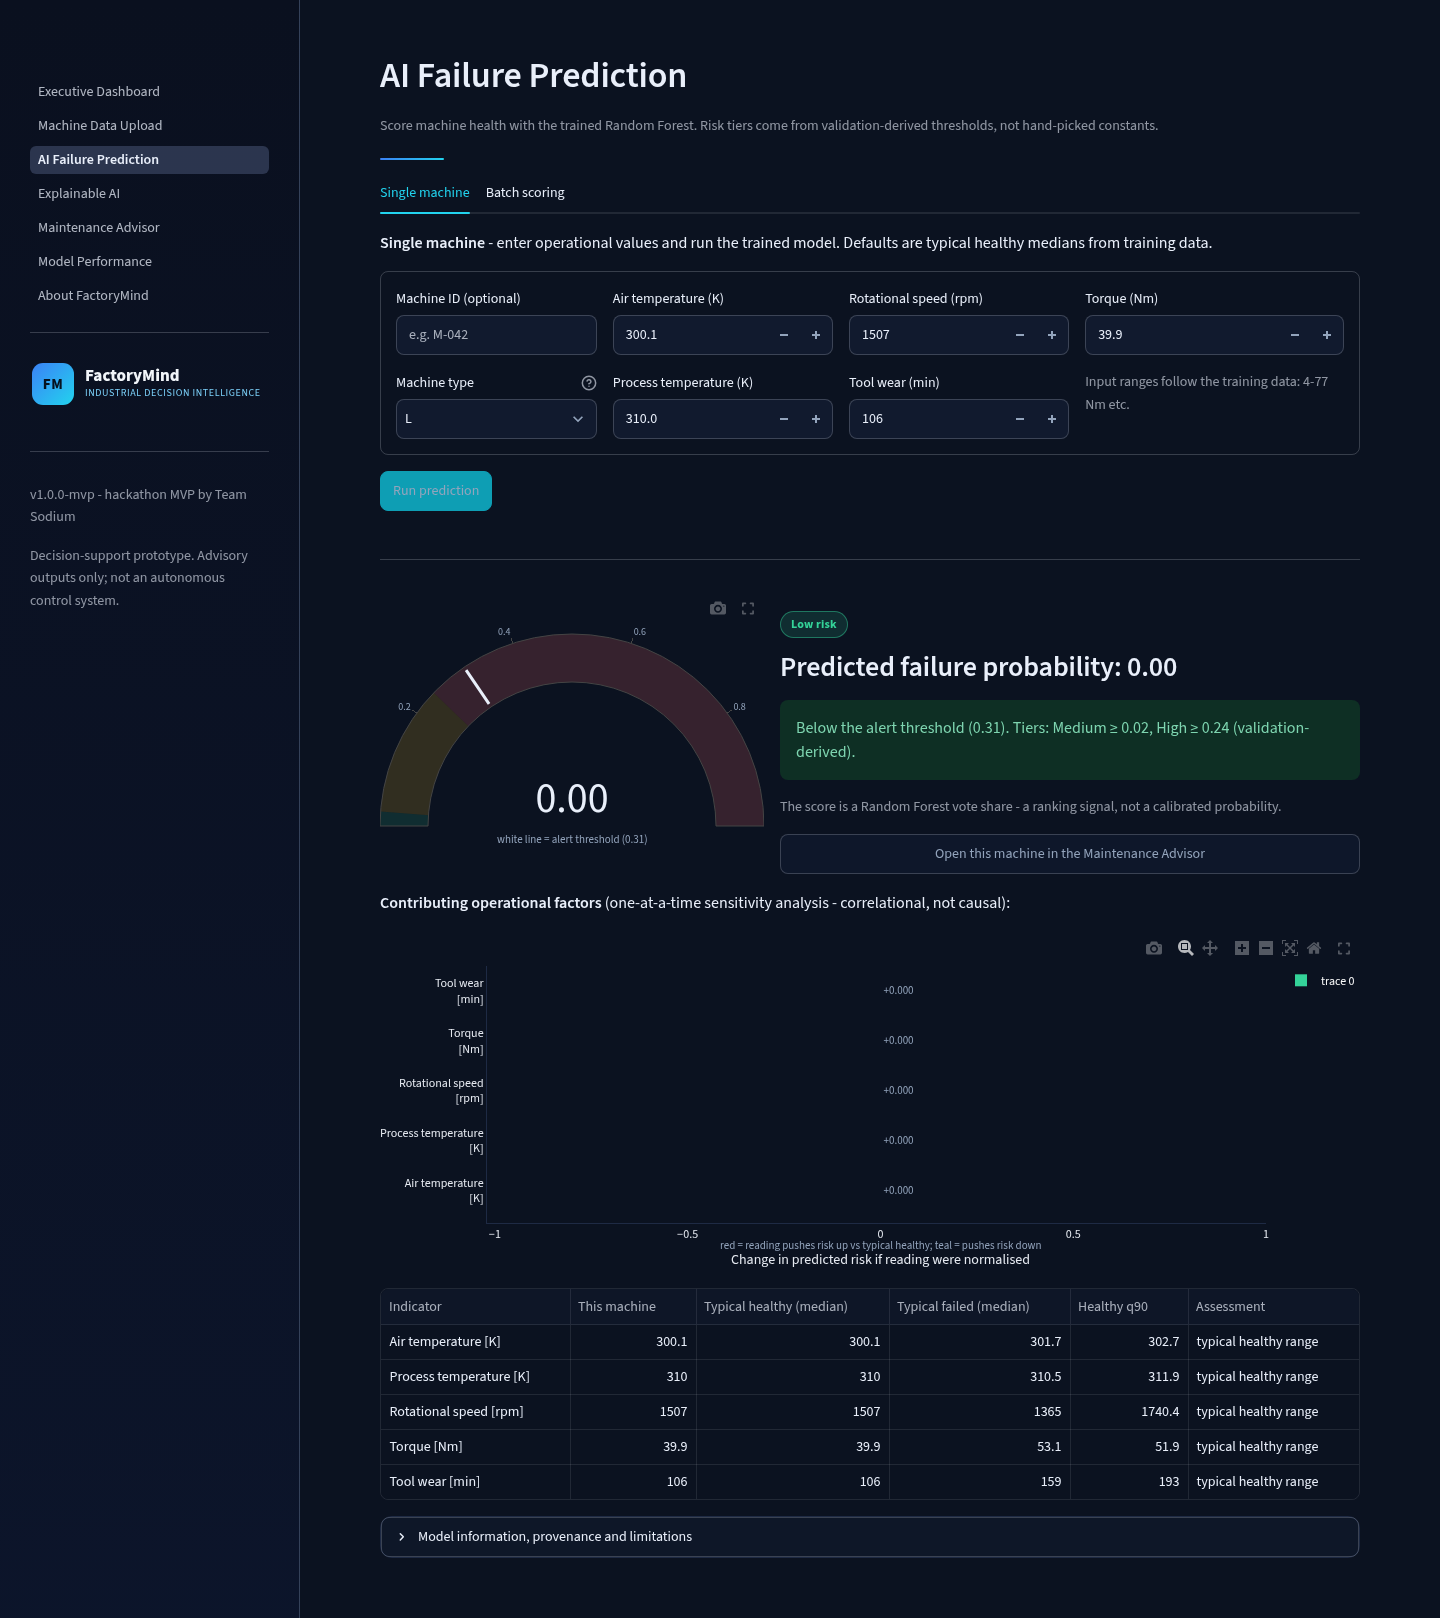 Executive Dashboard
Machine Data Upload
AI Failure Prediction
Explainable AI
Maintenance Advisor
Model Performance
About FactoryMind
FM
FactoryMind
INDUSTRIAL DECISION INTELLIGENCE
v1.0.0-mvp - hackathon MVP by Team
Sodium
Decision-support prototype. Advisory
outputs only; not an autonomous
control system.
AI Failure Prediction
Score machine health with the trained Random Forest. Risk tiers come from validation-derived thresholds, not hand-picked constants.
Single machine Batch scoring
Single machine - enter operational values and run the trained model. Defaults are typical healthy medians from training data.
Machine ID (optional) Air temperature (K) Rotational speed (rpm) Torque (Nm)
e.g. M-042 300.1 − + 1507 − + 39.9 − +
Machine type Process temperature (K) Tool wear (min) Input ranges follow the training data: 4-77
Nm etc.
L 310.0 − + 106 − +
Run prediction
0.2
0.4
0.6
0.8
0.00
white line = alert threshold (0.31)
Low risk
Predicted failure probability: 0.00
Below the alert threshold (0.31). Tiers: Medium ≥ 0.02, High ≥ 0.24 (validation-
derived).
The score is a Random Forest vote share - a ranking signal, not a calibrated probability.
Open this machine in the Maintenance Advisor
Contributing operational factors (one-at-a-time sensitivity analysis - correlational, not causal):
trace 0
Tool wear
[min]
+0.000
Torque
[Nm]
+0.000
Rotational speed
[rpm]
+0.000
Process temperature
[K]
+0.000
Air temperature
[K]
+0.000
−1 −0.5 0 0.5 1
red = reading pushes risk up vs typical healthy; teal = pushes risk down
Change in predicted risk if reading were normalised
Indicator This machine Typical healthy (median) Typical failed (median) Healthy q90 Assessment
Air temperature [K] 300.1 300.1 301.7 302.7 typical healthy range
Process temperature [K] 310 310 310.5 311.9 typical healthy range
Rotational speed [rpm] 1507 1507 1365 1740.4 typical healthy range
Torque [Nm] 39.9 39.9 53.1 51.9 typical healthy range
Tool wear [min] 106 106 159 193 typical healthy range
Model information, provenance and limitations